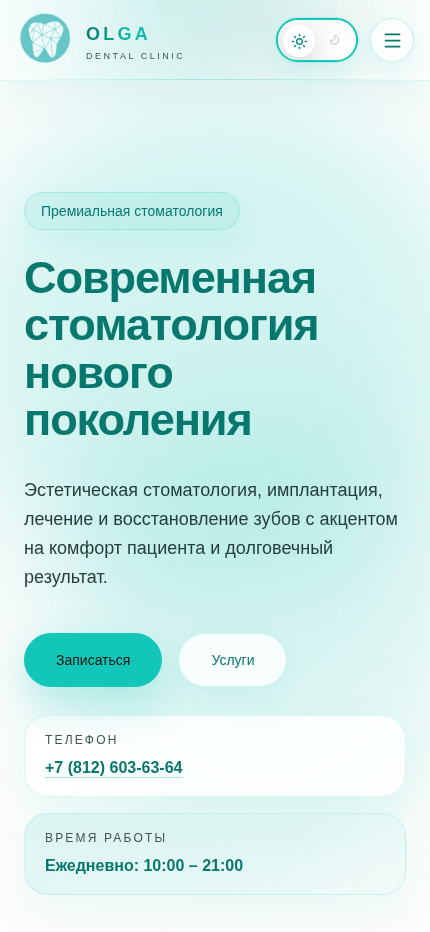 OLGA
DENTAL CLINIC
Премиальная стоматология
Современная
стоматология
нового
поколения
Эстетическая стоматология, имплантация,
лечение и восстановление зубов с акцентом
на комфорт пациента и долговечный
результат.
Записаться
Услуги
ТЕЛЕФОН
+7 (812) 603-63-64
ВРЕМЯ РАБОТЫ
Ежедневно: 10:00 – 21:00